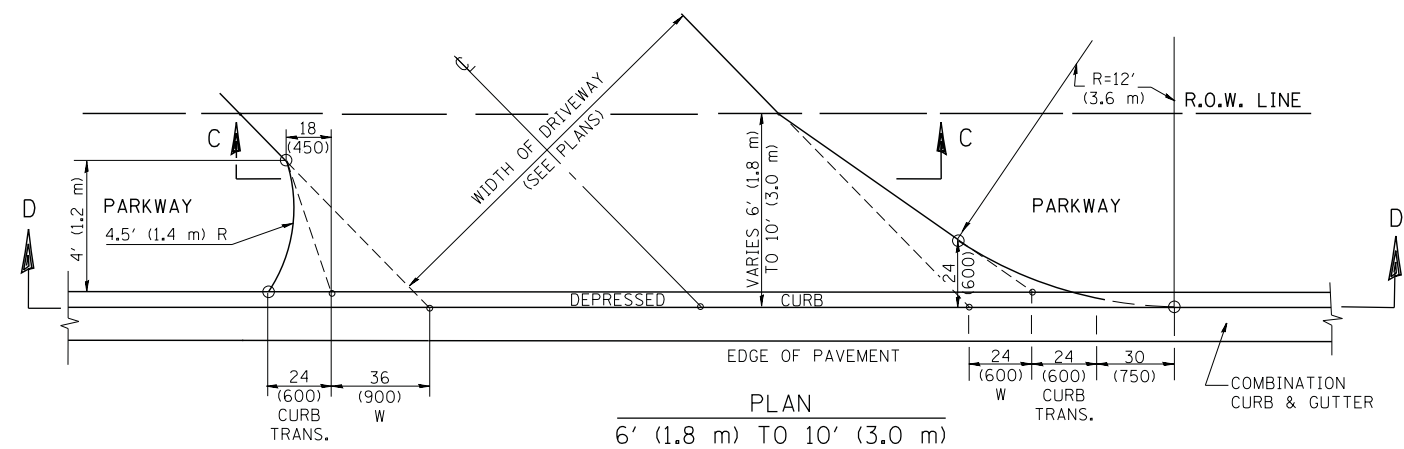 R=12'
(3.6 m)
R.O.W. LINE
18
(450)
C
C
WIDTH OF DRIVEWAY
(SEE PLANS)
VARIES 6' (1.8 m)
TO 10' (3.0 m)
D
4' (1.2 m)
PARKWAY
4.5' (1.4 m) R
PARKWAY
D
24
(600)
DEPRESSED CURB
EDGE OF PAVEMENT
24
(600)
CURB
TRANS.
36
(900)
W
24
(600)
W
24
(600)
CURB
TRANS.
30
(750)
COMBINATION
CURB & GUTTER
PLAN
6' (1.8 m) TO 10' (3.0 m)